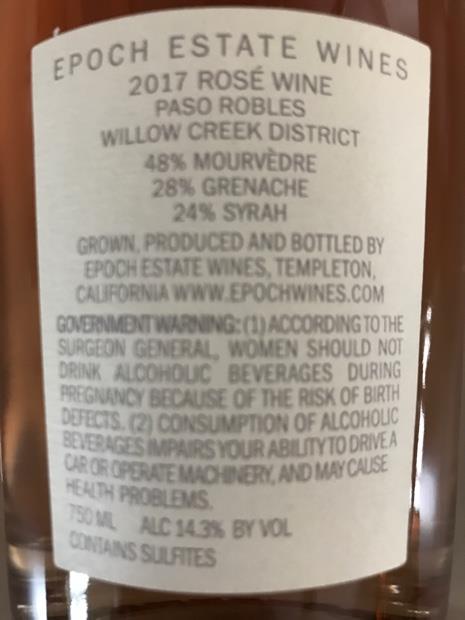 EPOCH ESTATE WINES
2017 ROSÉ WINE
PASO ROBLES
WILLOW CREEK DISTRICT
48% MOURVÈDRE
28% GRENACHE
24% SYRAH
GROWN, PRODUCED AND BOTTLED BY
EPOCH ESTATE WINES, TEMPLETON,
CALIFORNIA WWW.EPOCHWINES.COM
GOVERNMENT WARNING: (1) ACCORDING TO THE
SURGEON GENERAL, WOMEN SHOULD NOT
DRINK ALCOHOLIC BEVERAGES DURING
PREGNANCY BECAUSE OF THE RISK OF BIRTH
DEFECTS. (2) CONSUMPTION OF ALCOHOLIC
BEVERAGES IMPAIRS YOUR ABILITY TO DRIVE A
CAR OR OPERATE MACHINERY, AND MAY CAUSE
HEALTH PROBLEMS.
750 ML ALC 14.3% BY VOL
CONTAINS SULFITES